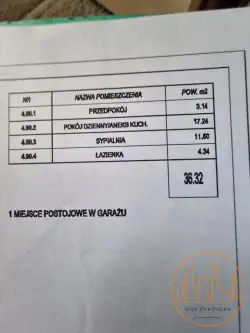 NR NAZWA POMIESZCZENIA POW. m2
4.90.1 PRZEDPOKÓJ 3.14
4.90.2 POKÓJ DZIENNY/ANEKS KUCH. 17.24
4.90.3 SYPIALNIA 11.60
4.90.4 ŁAZIENKA 4.34
36.32
1 MIEJSCE POSTOJOWE W GARAŻU
PARTNERS